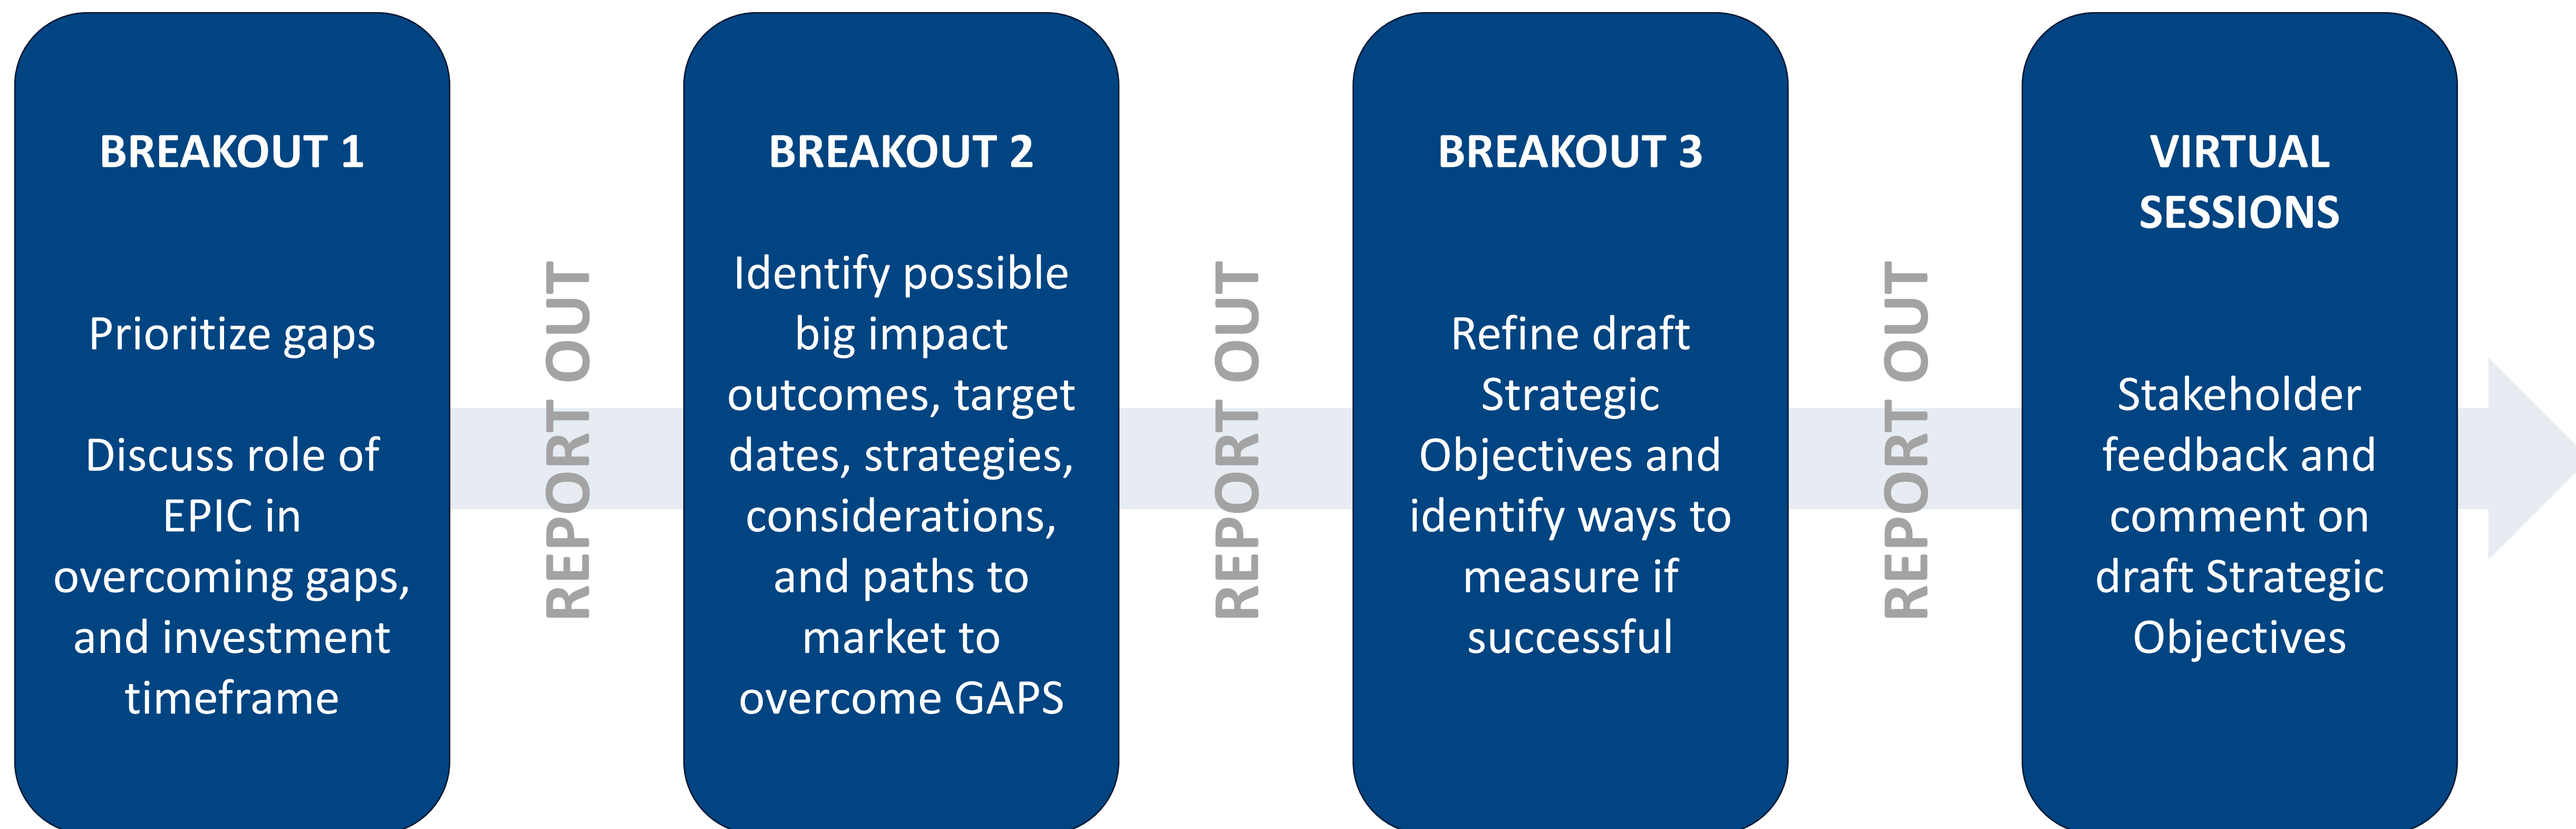 BREAKOUT 1
Prioritize gaps
Discuss role of
EPIC in
overcoming gaps,
and investment
timeframe
REPORT OUT
BREAKOUT 2
Identify possible
big impact
outcomes, target
dates, strategies,
considerations,
and paths to
market to
overcome GAPS
REPORT OUT
BREAKOUT 3
Refine draft
Strategic
Objectives and
identify ways to
measure if
successful
REPORT OUT
VIRTUAL
SESSIONS
Stakeholder
feedback and
comment on
draft Strategic
Objectives